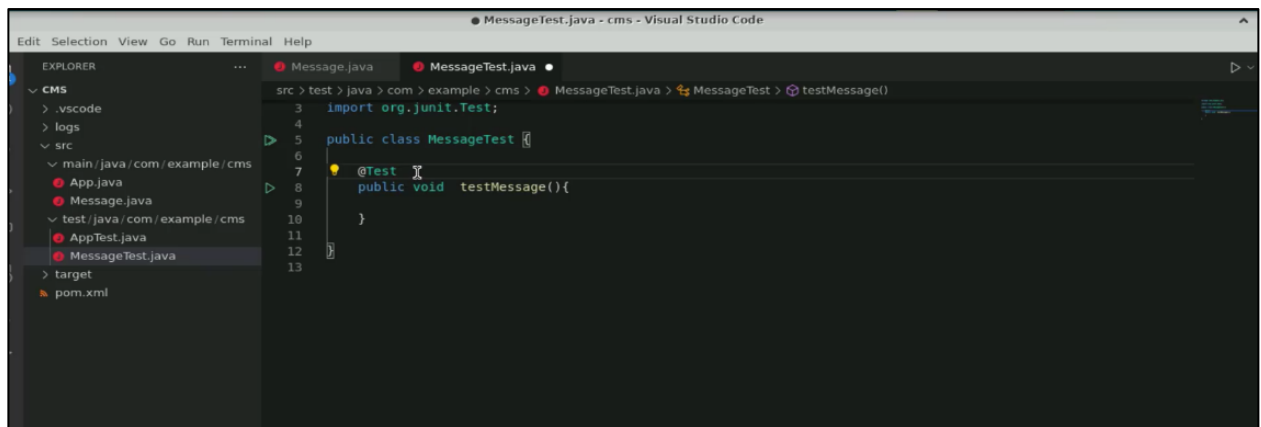 MessageTest.java - cms - Visual Studio Code
Edit Selection View Go Run Terminal Help
EXPLORER ...
CMS
.vscode
logs
src
main/java/com/example/cms
App.java
Message.java
test/java/com/example/cms
AppTest.java
MessageTest.java
target
pom.xml
Message.java MessageTest.java
src > test > java > com > example > cms > MessageTest.java > MessageTest > testMessage()
3 import org.junit.Test;
4
5 public class MessageTest {
6
7 @Test
8 public void testMessage(){
9
10 }
11
12 }
13